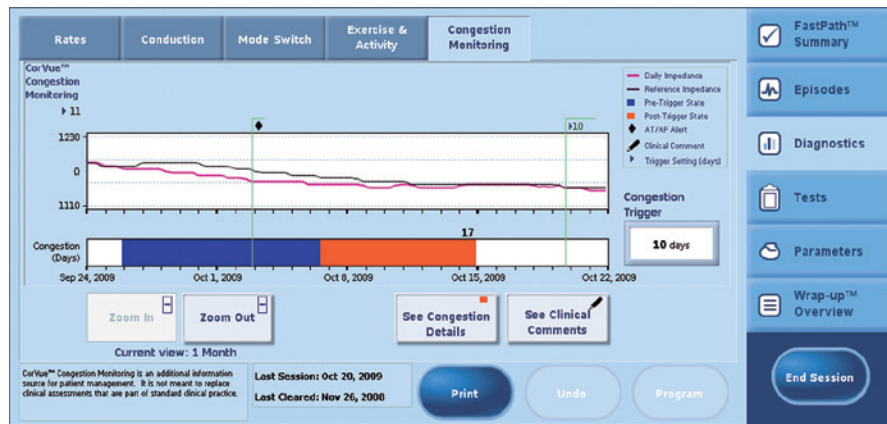 Rates
Conduction
Mode Switch
Exercise &
Activity
Congestion
Monitoring
CorVue™
Congestion
Monitoring
11
1230
0
1110
10
Daily Impedance
Reference Impedance
Pre-Trigger State
Post-Trigger State
AT/AF Alert
Clinical Comment
Trigger Setting (days)
Congestion
Trigger
10 days
17
Congestion
(Days)
Sep 24, 2009
Oct 1, 2009
Oct 8, 2009
Oct 15, 2009
Oct 22, 2009
Zoom In
Zoom Out
See Congestion
Details
See Clinical
Comments
Current view: 1 Month
CorVue™ Congestion Monitoring is an additional information
source for patient management. It is not meant to replace
clinical assessments that are part of standard clinical practice.
Last Session: Oct 20, 2009
Last Cleared: Nov 26, 2008
Print
Undo
Program
FastPath™
Summary
Episodes
Diagnostics
Tests
Parameters
Wrap-up™
Overview
End Session